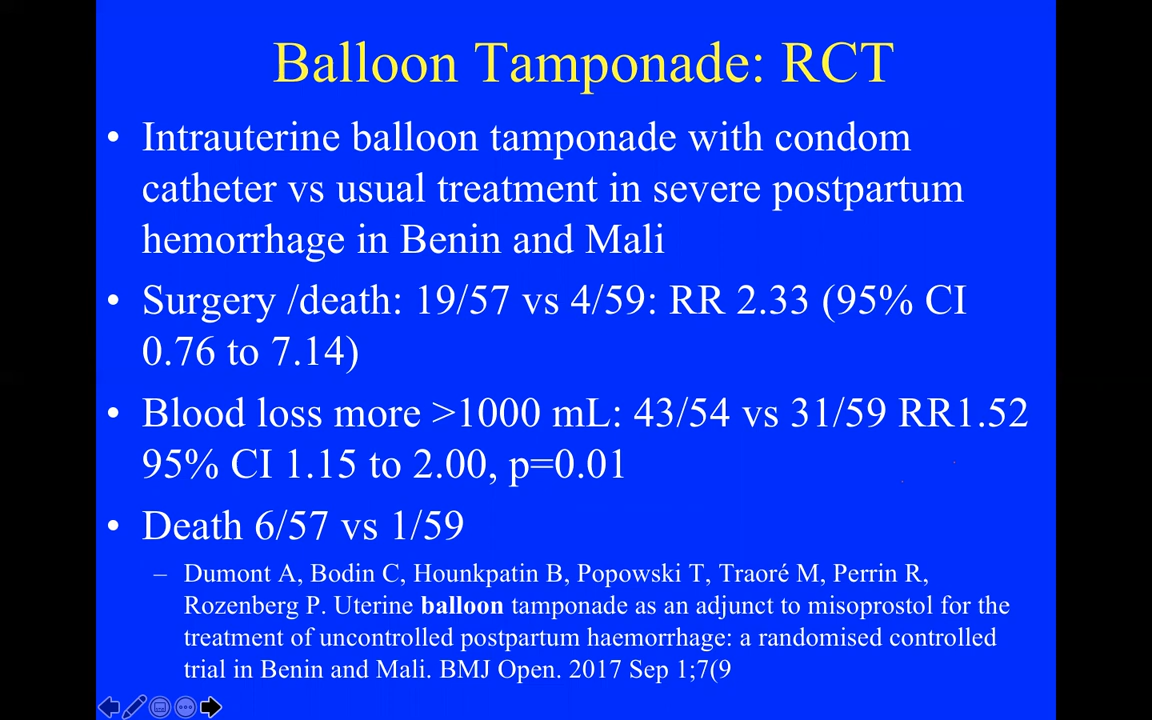 Balloon Tamponade: RCT
• Intrauterine balloon tamponade with condom
catheter vs usual treatment in severe postpartum
hemorrhage in Benin and Mali
• Surgery /death: 19/57 vs 4/59: RR 2.33 (95% CI
0.76 to 7.14)
• Blood loss more >1000 mL: 43/54 vs 31/59 RR1.52
95% CI 1.15 to 2.00, p=0.01
• Death 6/57 vs 1/59
– Dumont A, Bodin C, Hounkpatin B, Popowski T, Traoré M, Perrin R,
Rozenberg P. Uterine balloon tamponade as an adjunct to misoprostol for the
treatment of uncontrolled postpartum haemorrhage: a randomised controlled
trial in Benin and Mali. BMJ Open. 2017 Sep 1;7(9